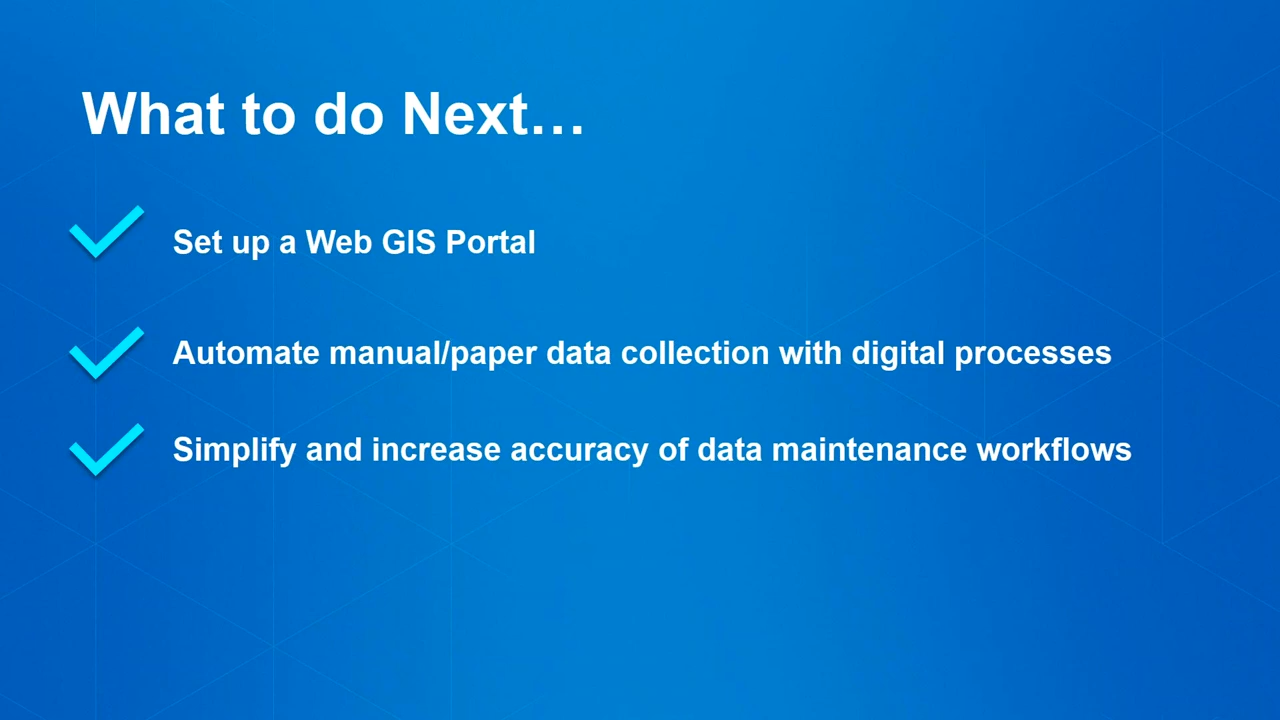 What to do Next…
Set up a Web GIS Portal
Automate manual/paper data collection with digital processes
Simplify and increase accuracy of data maintenance workflows